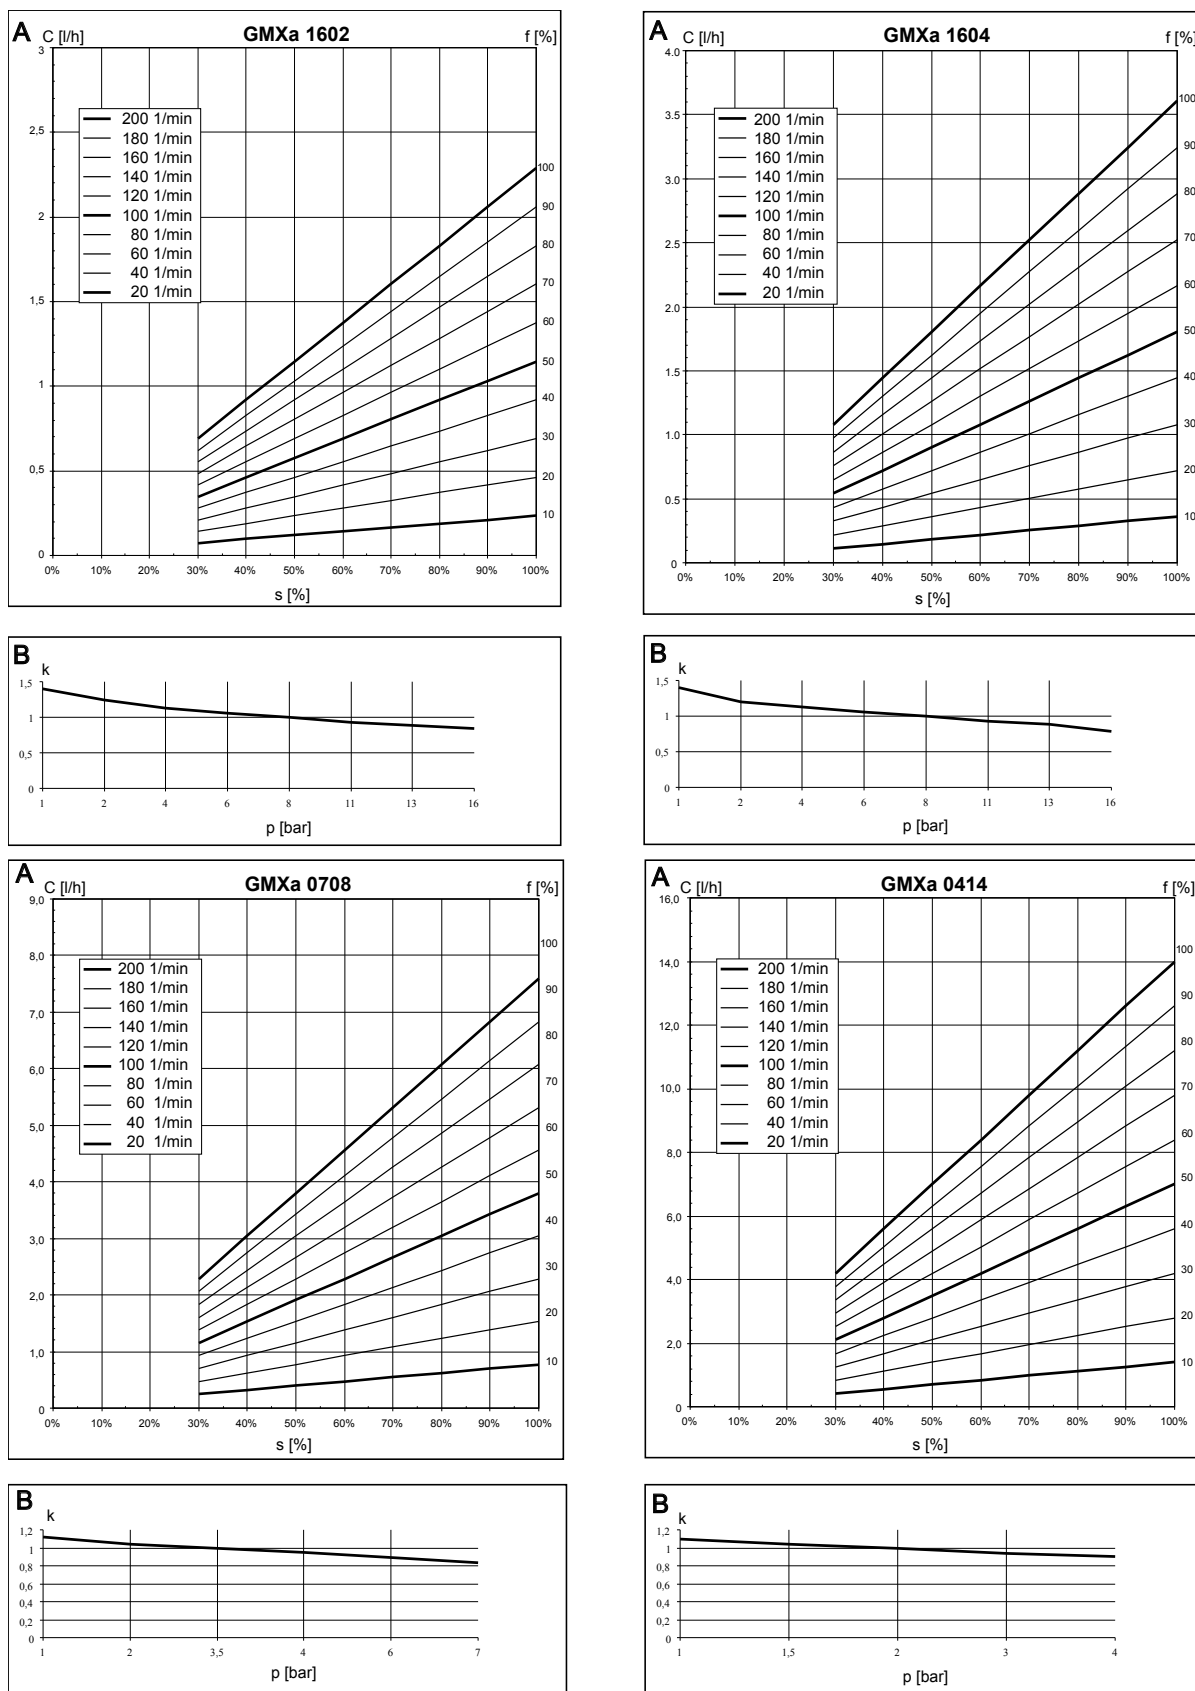 A C [l/h] GMXa 1602 f [%]
3
2,5
2
1,5
1
0,5
0
200 1/min
180 1/min
160 1/min
140 1/min
120 1/min
100 1/min
80 1/min
60 1/min
40 1/min
20 1/min
100
90
80
70
60
50
40
30
20
10
0% 10% 20% 30% 40% 50% 60% 70% 80% 90% 100%
s [%]
A C [l/h] GMXa 1604 f [%]
4.0
3.5
3.0
2.5
2.0
1.5
1.0
0.5
0
200 1/min
180 1/min
160 1/min
140 1/min
120 1/min
100 1/min
80 1/min
60 1/min
40 1/min
20 1/min
100
90
80
70
60
50
40
30
20
10
0% 10% 20% 30% 40% 50% 60% 70% 80% 90% 100%
s [%]
B
k
1,5
1
0,5
0
1 2 4 6 8 11 13 16
p [bar]
B
k
1,5
1
0,5
0
1 2 4 6 8 11 13 16
p [bar]
A C [l/h] GMXa 0708 f [%]
9,0
8,0
7,0
6,0
5,0
4,0
3,0
2,0
1,0
0
200 1/min
180 1/min
160 1/min
140 1/min
120 1/min
100 1/min
80 1/min
60 1/min
40 1/min
20 1/min
100
90
80
70
60
50
40
30
20
10
0% 10% 20% 30% 40% 50% 60% 70% 80% 90% 100%
s [%]
A C [l/h] GMXa 0414 f [%]
16,0
14,0
12,0
10,0
8,0
6,0
4,0
2,0
0
200 1/min
180 1/min
160 1/min
140 1/min
120 1/min
100 1/min
80 1/min
60 1/min
40 1/min
20 1/min
100
90
80
70
60
50
40
30
20
10
0% 10% 20% 30% 40% 50% 60% 70% 80% 90% 100%
s [%]
B
k
1,2
1
0,8
0,6
0,4
0,2
0
1 2 3,5 4 6 7
p [bar]
B
k
1,2
1
0,8
0,6
0,4
0,2
0
1 1,5 2 3 4
p [bar]